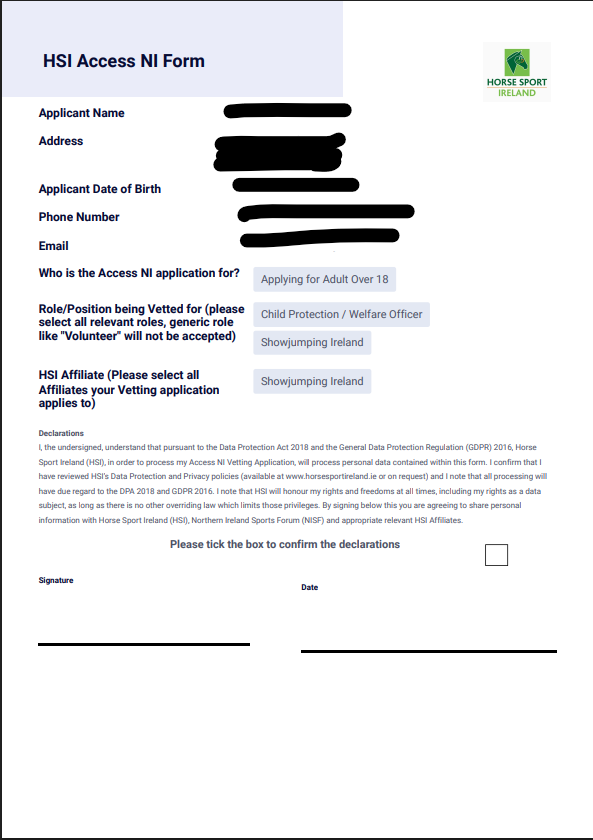 HSI Access NI Form
HORSE SPORT
IRELAND
Applicant Name
Address
Applicant Date of Birth
Phone Number
Email
Who is the Access NI application for?
Applying for Adult Over 18
Role/Position being Vetted for (please
select all relevant roles, generic role
like "Volunteer" will not be accepted)
Child Protection / Welfare Officer
Showjumping Ireland
HSI Affiliate (Please select all
Affiliates your Vetting application
applies to)
Showjumping Ireland
Declarations
I, the undersigned, understand that pursuant to the Data Protection Act 2018 and the General Data Protection Regulation (GDPR) 2016, Horse
Sport Ireland (HSI), in order to process my Access NI Vetting Application, will process personal data contained within this form. I confirm that I
have reviewed HSI's Data Protection and Privacy policies (available at www.horsesportireland.ie or on request) and I note that all processing will
have due regard to the DPA 2018 and GDPR 2016. I note that HSI will honour my rights and freedoms at all times, including my rights as a data
subject, as long as there is no other overriding law which limits those privileges. By signing below this you are agreeing to share personal
information with Horse Sport Ireland (HSI), Northern Ireland Sports Forum (NISF) and appropriate relevant HSI Affiliates.
Please tick the box to confirm the declarations
Signature
Date